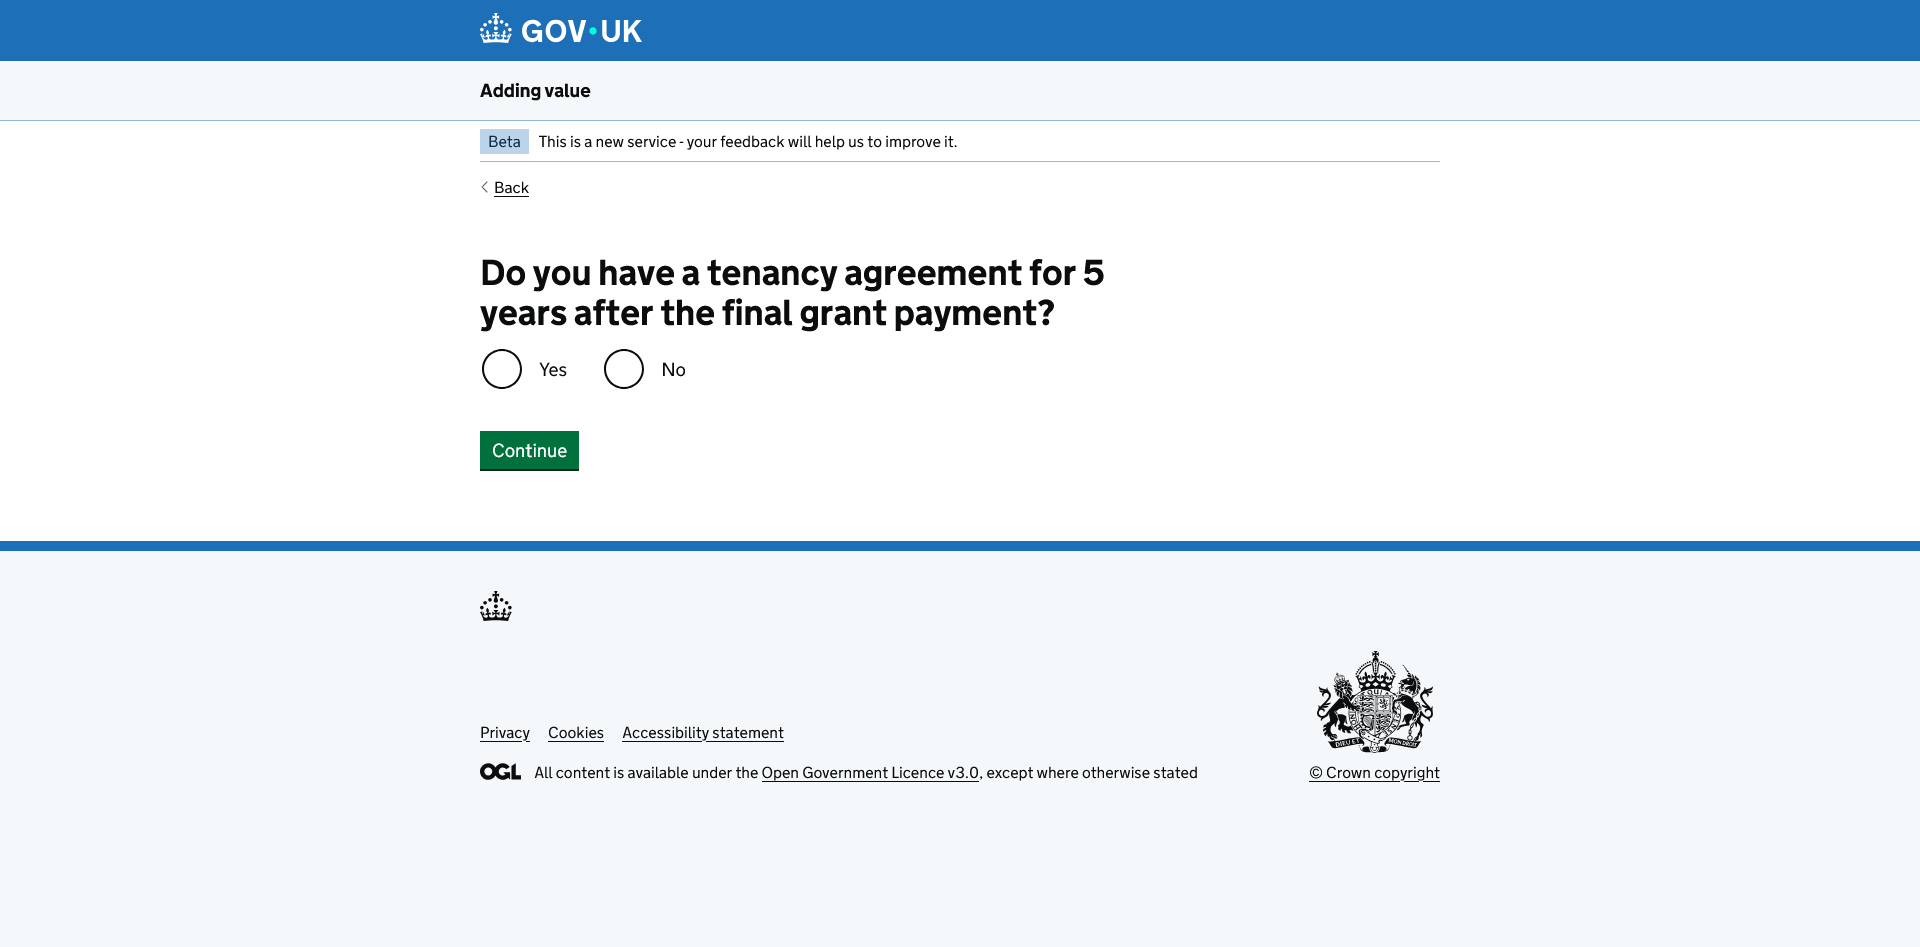 GOV·UK
Adding value
Beta This is a new service - your feedback will help us to improve it.
Back
Do you have a tenancy agreement for 5
years after the final grant payment?
Yes No
Continue
Privacy Cookies Accessibility statement
OGL All content is available under the Open Government Licence v3.0, except where otherwise stated
© Crown copyright